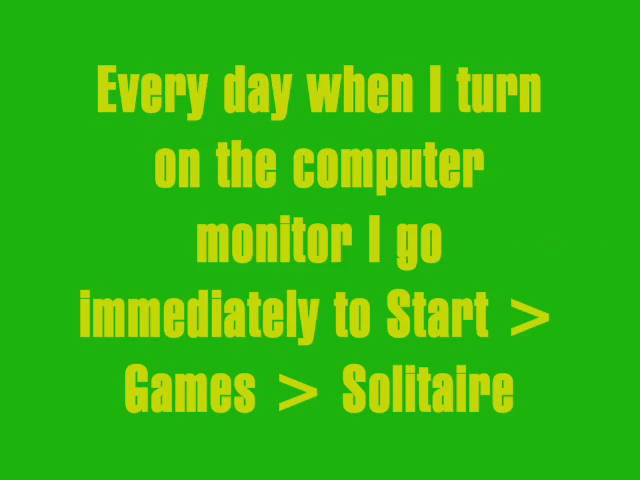 Every day when I turn
on the computer
monitor I go
immediately to Start >
Games > Solitaire